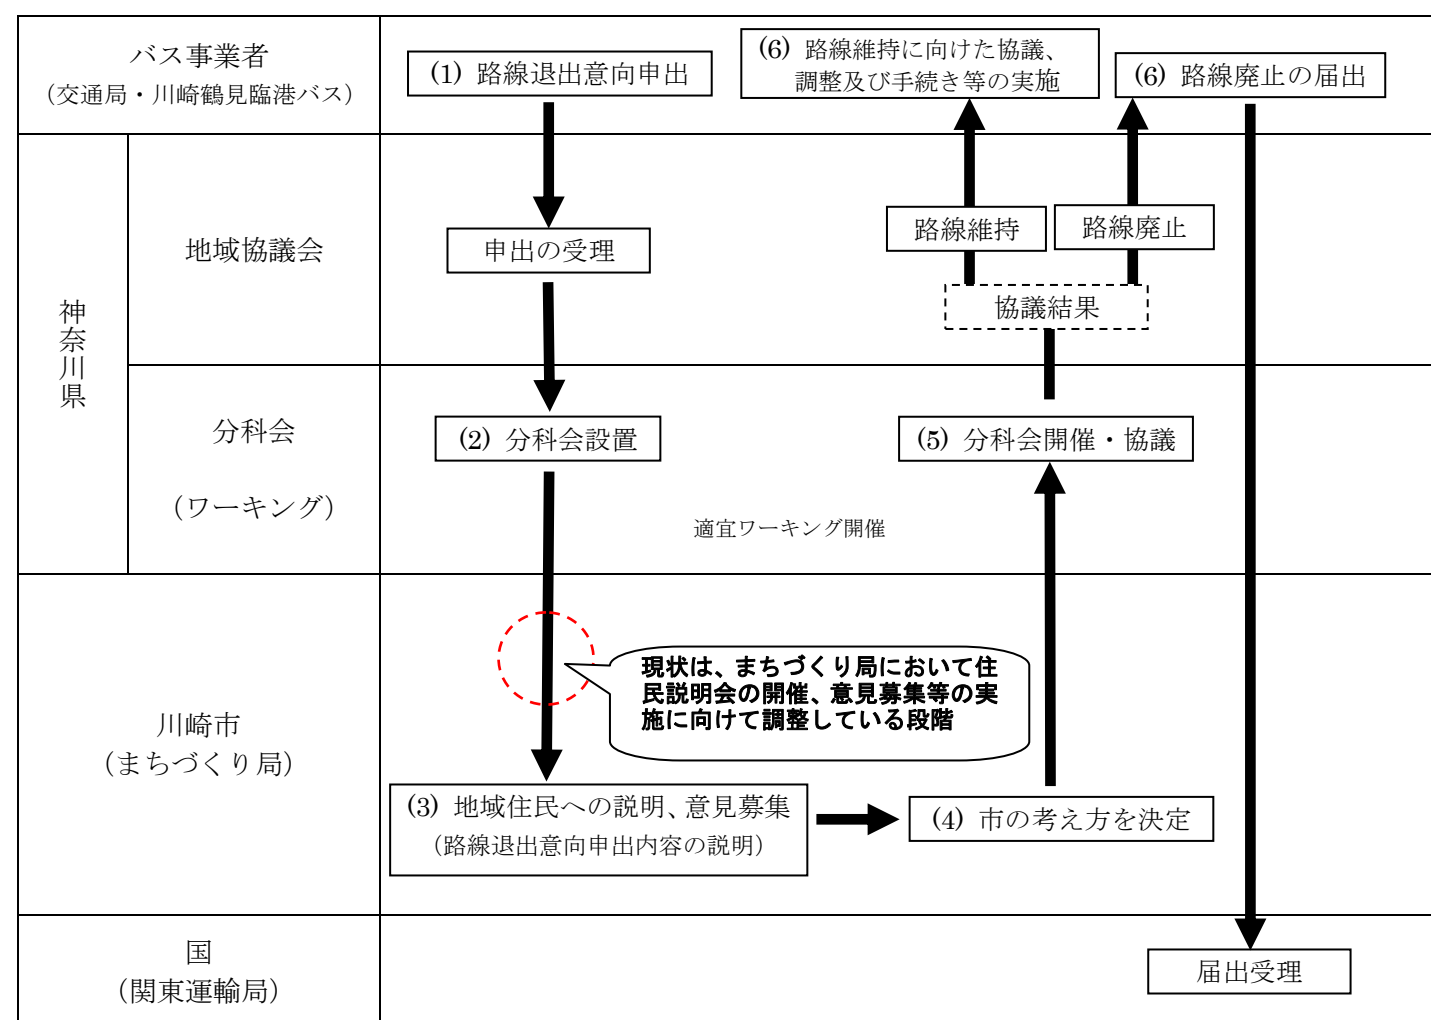 バス事業者
（交通局・川崎鶴見臨港バス）
(1) 路線退出意向申出
(6) 路線維持に向けた協議、
調整及び手続き等の実施
(6) 路線廃止の届出
神奈川県
地域協議会
申出の受理
路線維持
路線廃止
協議結果
分科会
（ワーキング）
(2) 分科会設置
(5) 分科会開催・協議
適宜ワーキング開催
川崎市
（まちづくり局）
現状は、まちづくり局において住
民説明会の開催、意見募集等の実
施に向けて調整している段階
(3) 地域住民への説明、意見募集
（路線退出意向申出内容の説明）
(4) 市の考え方を決定
国
（関東運輸局）
届出受理